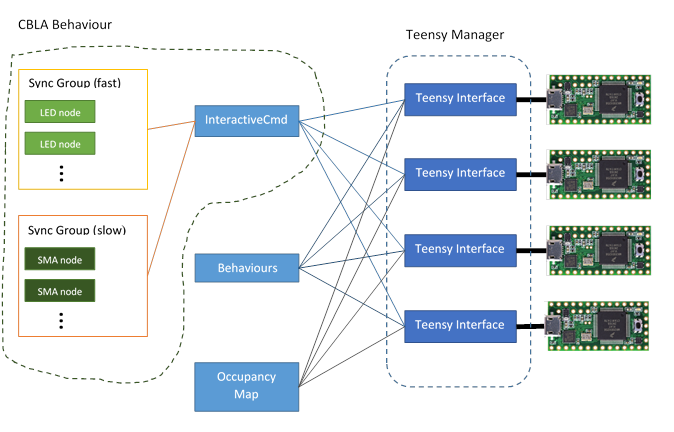 CBLA Behaviour
Teensy Manager
Sync Group (fast)
LED node
LED node
Sync Group (slow)
SMA node
SMA node
InteractiveCmd
Behaviours
Occupancy
Map
Teensy Interface
Teensy Interface
Teensy Interface
Teensy Interface